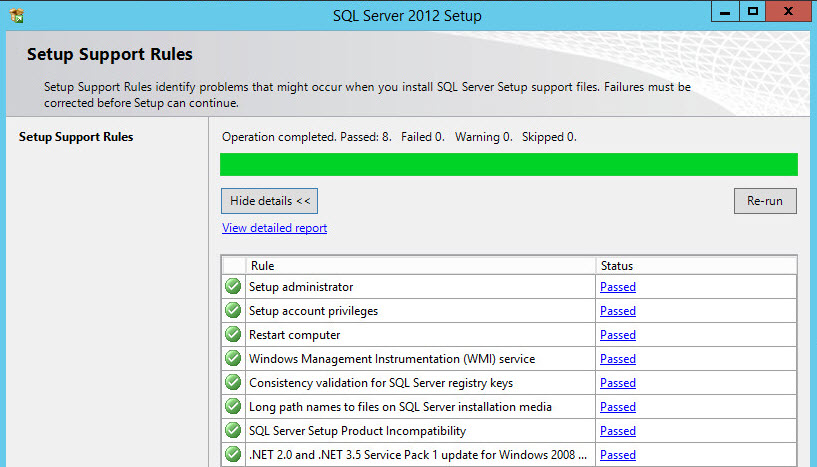 SQL Server 2012 Setup
Setup Support Rules
Setup Support Rules identify problems that might occur when you install SQL Server Setup support files. Failures must be
corrected before Setup can continue.
Setup Support Rules
Operation completed. Passed: 8. Failed 0. Warning 0. Skipped 0.
Hide details <<
Re-run
View detailed report
Rule Status
Setup administrator Passed
Setup account privileges Passed
Restart computer Passed
Windows Management Instrumentation (WMI) service Passed
Consistency validation for SQL Server registry keys Passed
Long path names to files on SQL Server installation media Passed
SQL Server Setup Product Incompatibility Passed
.NET 2.0 and .NET 3.5 Service Pack 1 update for Windows 2008 ... Passed